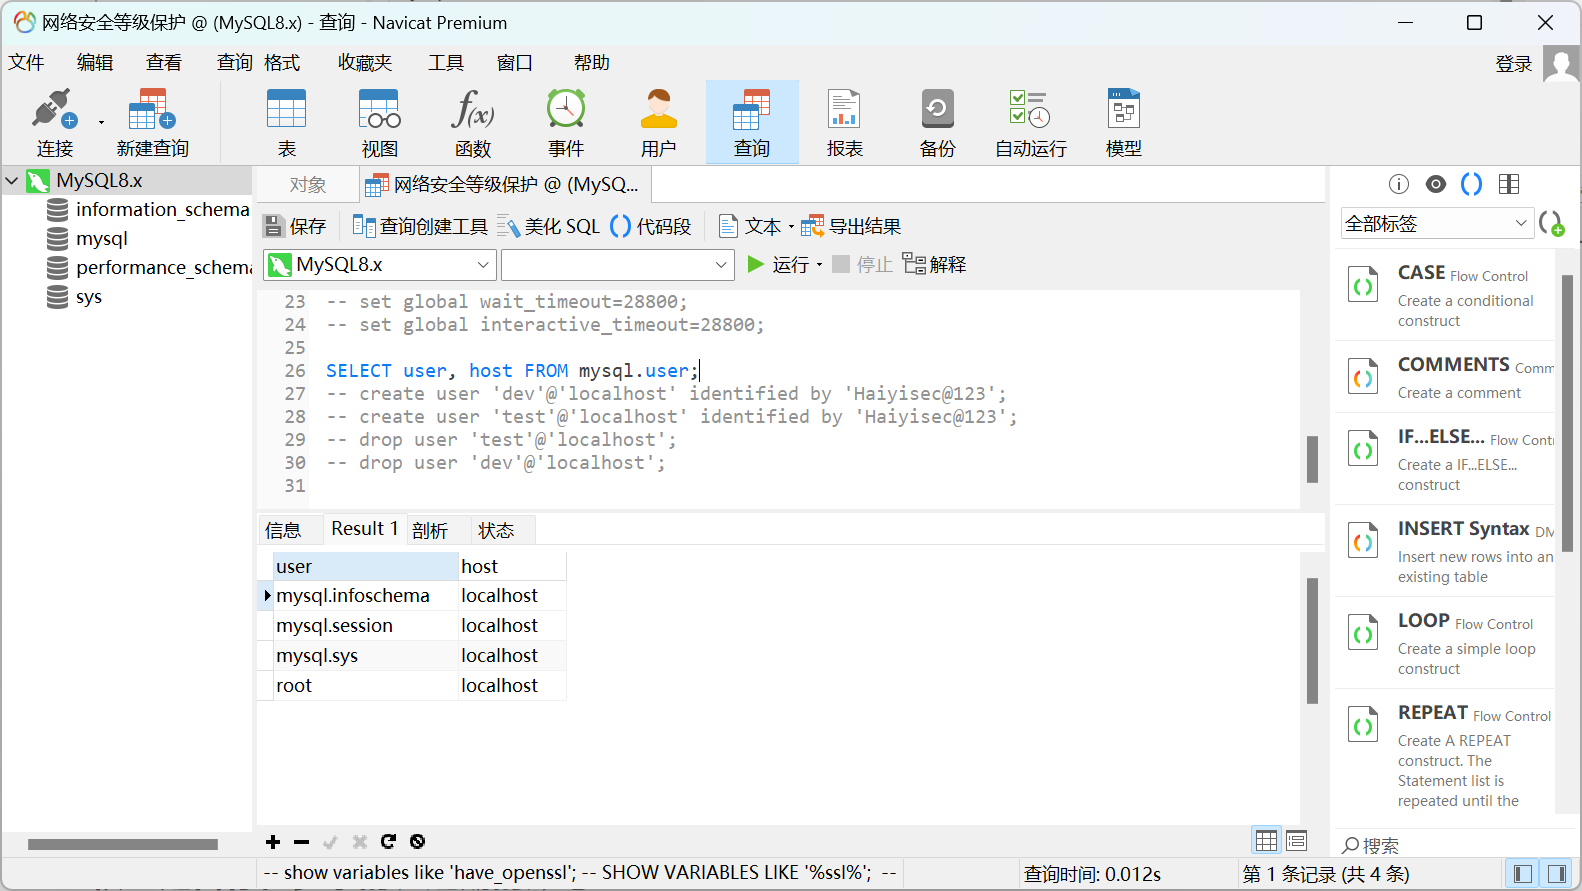 网络安全等级保护 @ (MySQL8.x) - 查询 - Navicat Premium
文件 编辑 查看 查询 格式 收藏夹 工具 窗口 帮助 登录
连接 新建查询 表 视图 函数 事件 用户 查询 报表 备份 自动运行 模型
MySQL8.x
information_schema
mysql
performance_schema
sys
对象 网络安全等级保护 @ (MySQ...
保存 查询创建工具 美化 SQL 代码段 文本 导出结果
MySQL8.x 运行 停止 解释
23 -- set global wait_timeout=28800;
24 -- set global interactive_timeout=28800;
25
26 SELECT user, host FROM mysql.user;
27 -- create user 'dev'@'localhost' identified by 'Haiyisec@123';
28 -- create user 'test'@'localhost' identified by 'Haiyisec@123';
29 -- drop user 'test'@'localhost';
30 -- drop user 'dev'@'localhost';
31
信息 Result 1 剖析 状态
user host
mysql.infoschema localhost
mysql.session localhost
mysql.sys localhost
root localhost
全部标签
CASE Flow Control
Create a conditional
construct
COMMENTS Comm
Create a comment
IF...ELSE... Flow Cont
Create a IF...ELSE...
construct
INSERT Syntax DM
Insert new rows into an
existing table
LOOP Flow Control
Create a simple loop
construct
REPEAT Flow Control
Create A REPEAT
construct. The
Statement list is
repeated until the
搜索
-- show variables like 'have_openssl'; -- SHOW VARIABLES LIKE '%ssl%'; --
查询时间: 0.012s
第 1 条记录 (共 4 条)